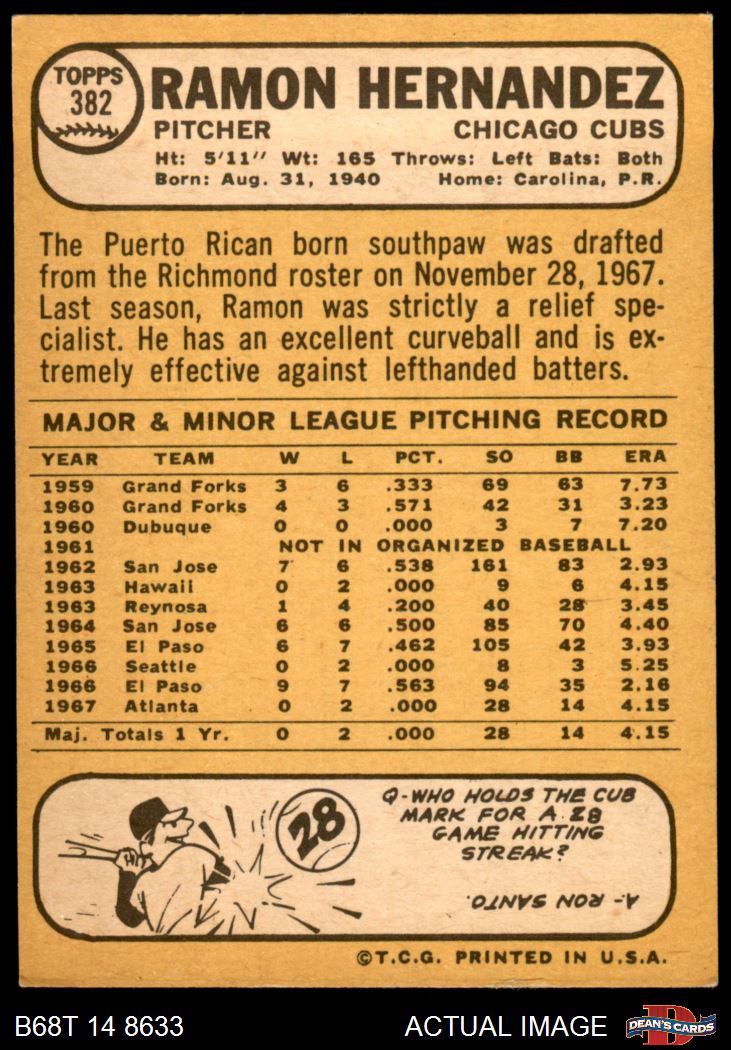 TOPPS
382
RAMON HERNANDEZ
PITCHER CHICAGO CUBS
Ht: 5'11" Wt: 165 Throws: Left Bats: Both
Born: Aug. 31, 1940 Home: Carolina, P.R.
The Puerto Rican born southpaw was drafted
from the Richmond roster on November 28, 1967.
Last season, Ramon was strictly a relief spe-
cialist. He has an excellent curveball and is ex-
tremely effective against lefthanded batters.
MAJOR & MINOR LEAGUE PITCHING RECORD
YEAR TEAM W L PCT. SO BB ERA
1959 Grand Forks 3 6 .333 69 63 7.73
1960 Grand Forks 4 3 .571 42 31 3.23
1960 Dubuque 0 0 .000 3 7 7.20
1961 NOT IN ORGANIZED BASEBALL
1962 San Jose 7 6 .538 161 83 2.93
1963 Hawaii 0 2 .000 9 6 4.15
1963 Reynosa 1 4 .200 40 28 3.45
1964 San Jose 6 6 .500 85 70 4.40
1965 El Paso 6 7 .462 105 42 3.93
1966 Seattle 0 2 .000 8 3 5.25
1966 El Paso 9 7 .563 94 35 2.16
1967 Atlanta 0 2 .000 28 14 4.15
Maj. Totals 1 Yr. 0 2 .000 28 14 4.15
28
Q-WHO HOLDS THE CUB
MARK FOR A 28
GAME HITTING
STREAK?
A- RON SANTO.
©T.C.G. PRINTED IN U.S.A.
B68T 14 8633 ACTUAL IMAGE
D
DEAN'S CARDS